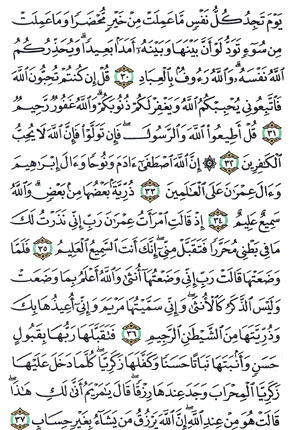 يَوْمَ تَجِدُ كُلُّ نَفْسٍ مَّا عَمِلَتْ مِنْ خَيْرٍ مُّحْضَرًا وَمَا عَمِلَتْ
مِن سُوٓءٍ تَوَدُّ لَوْ أَنَّ بَيْنَهَا وَبَيْنَهُۥٓ أَمَدًۢا بَعِيدًا ۗ وَيُحَذِّرُكُمُ
ٱللَّهُ نَفْسَهُۥ ۗ وَٱللَّهُ رَءُوفٌۢ بِٱلْعِبَادِ ٣٠ قُلْ إِن كُنتُمْ تُحِبُّونَ ٱللَّهَ
فَٱتَّبِعُونِى يُحْبِبْكُمُ ٱللَّهُ وَيَغْفِرْ لَكُمْ ذُنُوبَكُمْ ۗ وَٱللَّهُ غَفُورٌ رَّحِيمٌ
٣١ قُلْ أَطِيعُوا۟ ٱللَّهَ وَٱلرَّسُولَ ۖ فَإِن تَوَلَّوْا۟ فَإِنَّ ٱللَّهَ لَا يُحِبُّ
ٱلْكَٰفِرِينَ ٣٢ ۞ إِنَّ ٱللَّهَ ٱصْطَفَىٰٓ ءَادَمَ وَنُوحًا وَءَالَ إِبْرَٰهِيمَ
وَءَالَ عِمْرَٰنَ عَلَى ٱلْعَٰلَمِينَ ٣٣ ذُرِّيَّةًۢ بَعْضُهَا مِنۢ بَعْضٍ ۗ وَٱللَّهُ
سَمِيعٌ عَلِيمٌ ٣٤ إِذْ قَالَتِ ٱمْرَأَتُ عِمْرَٰنَ رَبِّ إِنِّى نَذَرْتُ لَكَ
مَا فِى بَطْنِى مُحَرَّرًا فَتَقَبَّلْ مِنِّىٓ ۖ إِنَّكَ أَنتَ ٱلسَّمِيعُ ٱلْعَلِيمُ ٣٥ فَلَمَّا
وَضَعَتْهَا قَالَتْ رَبِّ إِنِّى وَضَعْتُهَآ أُنثَىٰ وَٱللَّهُ أَعْلَمُ بِمَا وَضَعَتْ
وَلَيْسَ ٱلذَّكَرُ كَٱلْأُنثَىٰ ۖ وَإِنِّى سَمَّيْتُهَا مَرْيَمَ وَإِنِّىٓ أُعِيذُهَا بِكَ
وَذُرِّيَّتَهَا مِنَ ٱلشَّيْطَٰنِ ٱلرَّجِيمِ ٣٦ فَتَقَبَّلَهَا رَبُّهَا بِقَبُولٍ
حَسَنٍ وَأَنۢبَتَهَا نَبَاتًا حَسَنًا وَكَفَّلَهَا زَكَرِيَّا ۖ كُلَّمَا دَخَلَ عَلَيْهَا
زَكَرِيَّا ٱلْمِحْرَابَ وَجَدَ عِندَهَا رِزْقًا ۖ قَالَ يَٰمَرْيَمُ أَنَّىٰ لَكِ هَٰذَا ۖ
قَالَتْ هُوَ مِنْ عِندِ ٱللَّهِ ۖ إِنَّ ٱللَّهَ يَرْزُقُ مَن يَشَآءُ بِغَيْرِ حِسَابٍ ٣٧